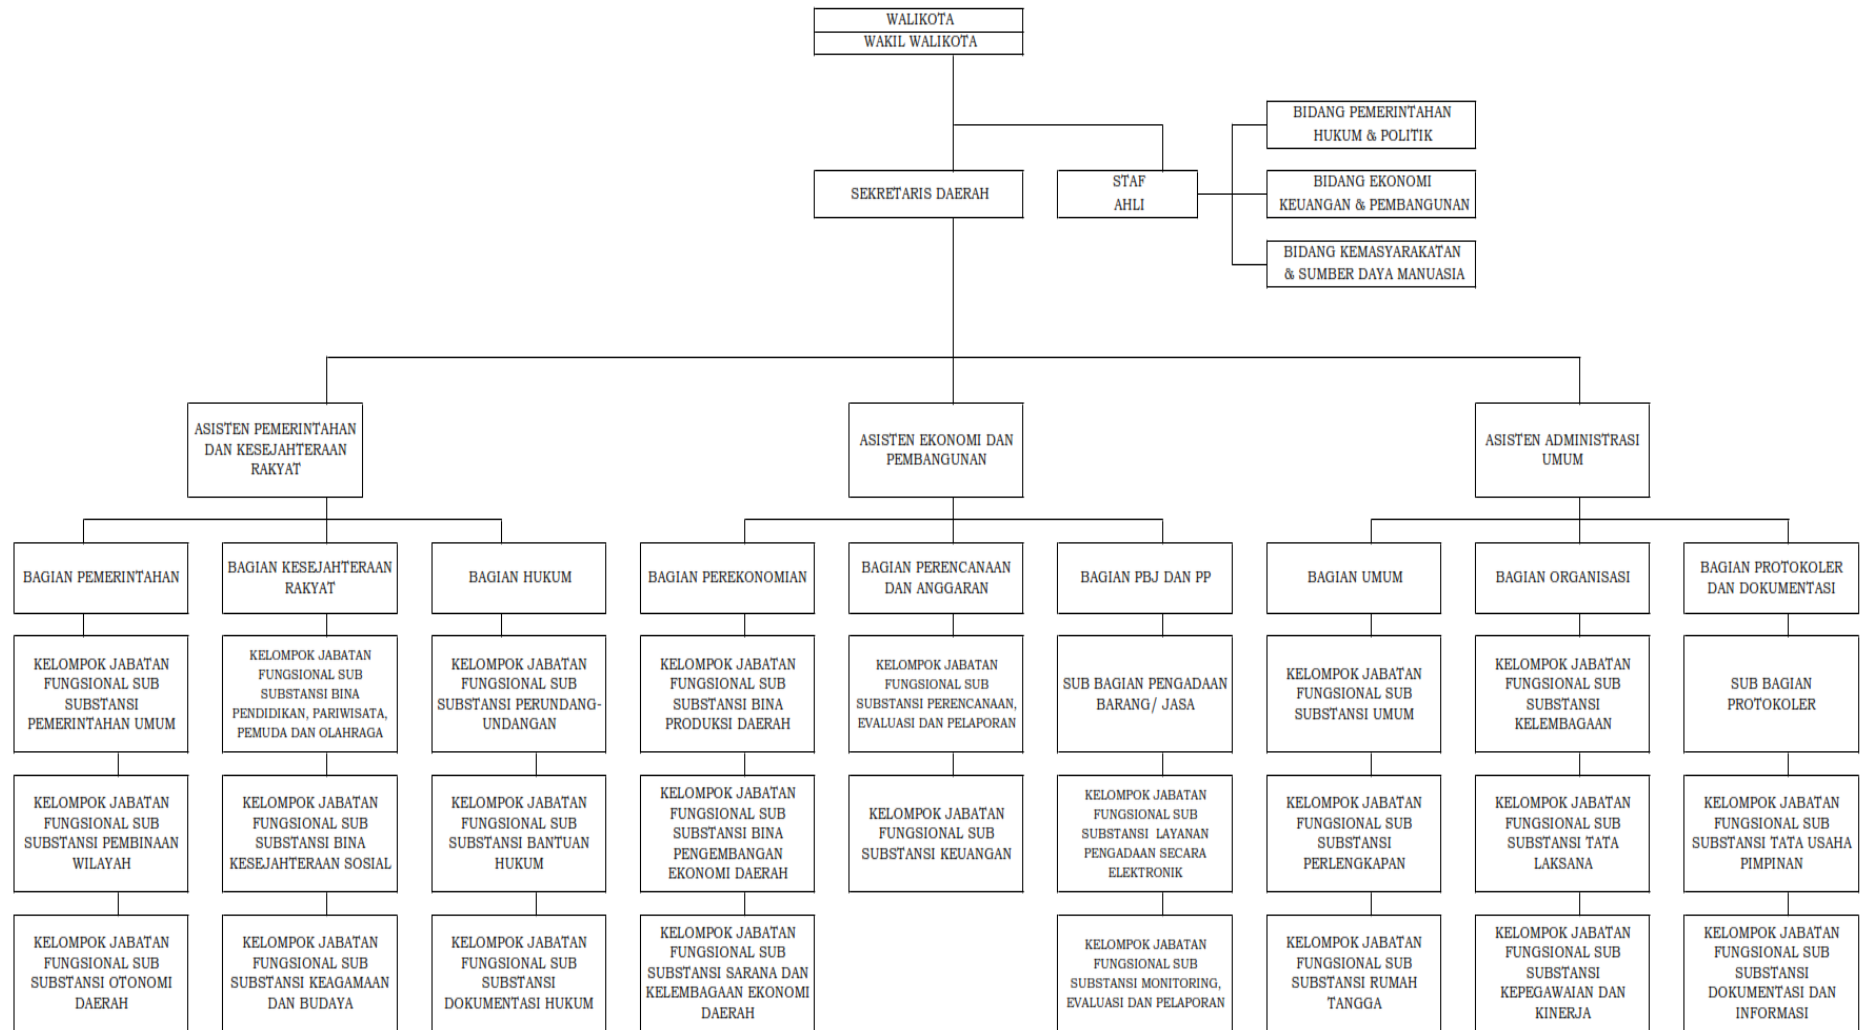 WALIKOTA
WAKIL WALIKOTA
BIDANG PEMERINTAHAN
HUKUM & POLITIK
SEKRETARIS DAERAH
STAF
AHLI
BIDANG EKONOMI
KEUANGAN & PEMBANGUNAN
BIDANG KEMASYARAKATAN
& SUMBER DAYA MANUASIA
ASISTEN PEMERINTAHAN
DAN KESEJAHTERAAN
RAKYAT
ASISTEN EKONOMI DAN
PEMBANGUNAN
ASISTEN ADMINISTRASI
UMUM
BAGIAN PEMERINTAHAN
BAGIAN KESEJAHTERAAN
RAKYAT
BAGIAN HUKUM
BAGIAN PEREKONOMIAN
BAGIAN PERENCANAAN
DAN ANGGARAN
BAGIAN PBJ DAN PP
BAGIAN UMUM
BAGIAN ORGANISASI
BAGIAN PROTOKOLER
DAN DOKUMENTASI
KELOMPOK JABATAN
FUNGSIONAL SUB
SUBSTANSI
PEMERINTAHAN UMUM
KELOMPOK JABATAN
FUNGSIONAL SUB
SUBSTANSI BINA
PENDIDIKAN, PARIWISATA,
PEMUDA DAN OLAHRAGA
KELOMPOK JABATAN
FUNGSIONAL SUB
SUBSTANSI PERUNDANG-
UNDANGAN
KELOMPOK JABATAN
FUNGSIONAL SUB
SUBSTANSI BINA
PRODUKSI DAERAH
KELOMPOK JABATAN
FUNGSIONAL SUB
SUBSTANSI PERENCANAAN,
EVALUASI DAN PELAPORAN
SUB BAGIAN PENGADAAN
BARANG/ JASA
KELOMPOK JABATAN
FUNGSIONAL SUB
SUBSTANSI UMUM
KELOMPOK JABATAN
FUNGSIONAL SUB
SUBSTANSI
KELEMBAGAAN
SUB BAGIAN
PROTOKOLER
KELOMPOK JABATAN
FUNGSIONAL SUB
SUBSTANSI PEMBINAAN
WILAYAH
KELOMPOK JABATAN
FUNGSIONAL SUB
SUBSTANSI BINA
KESEJAHTERAAN SOSIAL
KELOMPOK JABATAN
FUNGSIONAL SUB
SUBSTANSI BANTUAN
HUKUM
KELOMPOK JABATAN
FUNGSIONAL SUB
SUBSTANSI BINA
PENGEMBANGAN
EKONOMI DAERAH
KELOMPOK JABATAN
FUNGSIONAL SUB
SUBSTANSI KEUANGAN
KELOMPOK JABATAN
FUNGSIONAL SUB
SUBSTANSI LAYANAN
PENGADAAN SECARA
ELEKTRONIK
KELOMPOK JABATAN
FUNGSIONAL SUB
SUBSTANSI
PERLENGKAPAN
KELOMPOK JABATAN
FUNGSIONAL SUB
SUBSTANSI TATA
LAKSANA
KELOMPOK JABATAN
FUNGSIONAL SUB
SUBSTANSI TATA USAHA
PIMPINAN
KELOMPOK JABATAN
FUNGSIONAL SUB
SUBSTANSI OTONOMI
DAERAH
KELOMPOK JABATAN
FUNGSIONAL SUB
SUBSTANSI KEAGAMAAN
DAN BUDAYA
KELOMPOK JABATAN
FUNGSIONAL SUB
SUBSTANSI
DOKUMENTASI HUKUM
KELOMPOK JABATAN
FUNGSIONAL SUB
SUBSTANSI SARANA DAN
KELEMBAGAAN EKONOMI
DAERAH
KELOMPOK JABATAN
FUNGSIONAL SUB
SUBSTANSI MONITORING,
EVALUASI DAN PELAPORAN
KELOMPOK JABATAN
FUNGSIONAL SUB
SUBSTANSI RUMAH
TANGGA
KELOMPOK JABATAN
FUNGSIONAL SUB
SUBSTANSI
KEPEGAWAIAN DAN
KINERJA
KELOMPOK JABATAN
FUNGSIONAL SUB
SUBSTANSI
DOKUMENTASI DAN
INFORMASI